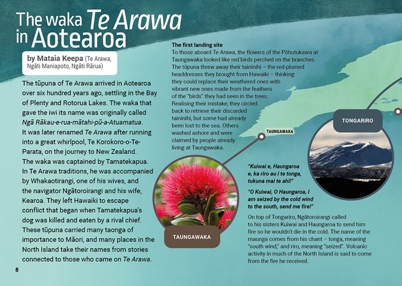 The waka Te Arawa
in Aotearoa
by Mataia Keepa (Te Arawa,
Ngāti Maniapoto, Ngāti Rārua)
The tūpuna of Te Arawa arrived in Aotearoa
over six hundred years ago, settling in the Bay
of Plenty and Rotorua Lakes. The waka that
gave the iwi its name was originally called
Ngā Rākau-e-rua-mātahi-pū-a-Atuamatua.
It was later renamed Te Arawa after running
into a great whirlpool, Te Korokoro-o-Te-
Parata, on the journey to New Zealand.
The waka was captained by Tamatekapua.
In Te Arawa traditions, he was accompanied
by Whakaotirangi, one of his wives, and
the navigator Ngātoroirangi and his wife,
Kearoa. They left Hawaiki to escape
conflict that began when Tamatekapua's
dog was killed and eaten by a rival chief.
These tūpuna carried many taonga of
importance to Māori, and many places in the
North Island take their names from stories
connected to those who came on Te Arawa.
8
The first landing site
To those aboard Te Arawa, the flowers of the Pōhutukawa at
Taungawaka looked like red birds perched on the branches.
The tūpuna threw away their tainirihi – the red-plumed
headdresses they brought from Hawaiki – thinking
they could replace their weathered ones with
vibrant new ones made from the feathers
of the "birds" they had seen in the trees.
Realising their mistake, they circled
back to retrieve their discarded
tainirihi, but some had already
been lost to the sea. Others
washed ashore and were
claimed by people already
living at Taungawaka.
TAUNGAWAKA
TAUNGAWAKA
TONGARIRO
"Kuiwai e, Haungaroa
e, ka riro au i te tonga,
tukuna mai te ahi!"
"O Kuiwai, O Haungaroa, I
am seized by the cold wind
to the south, send me fire!"
On top of Tongariro, Ngātoroirangi called
to his sisters Kuiwai and Haungaroa to send him
fire so he wouldn't die in the cold. The name of the
maunga comes from his chant – tonga, meaning
"south wind," and riro, meaning "seized". Volcanic
activity in much of the North Island is said to come
from the fire he received.